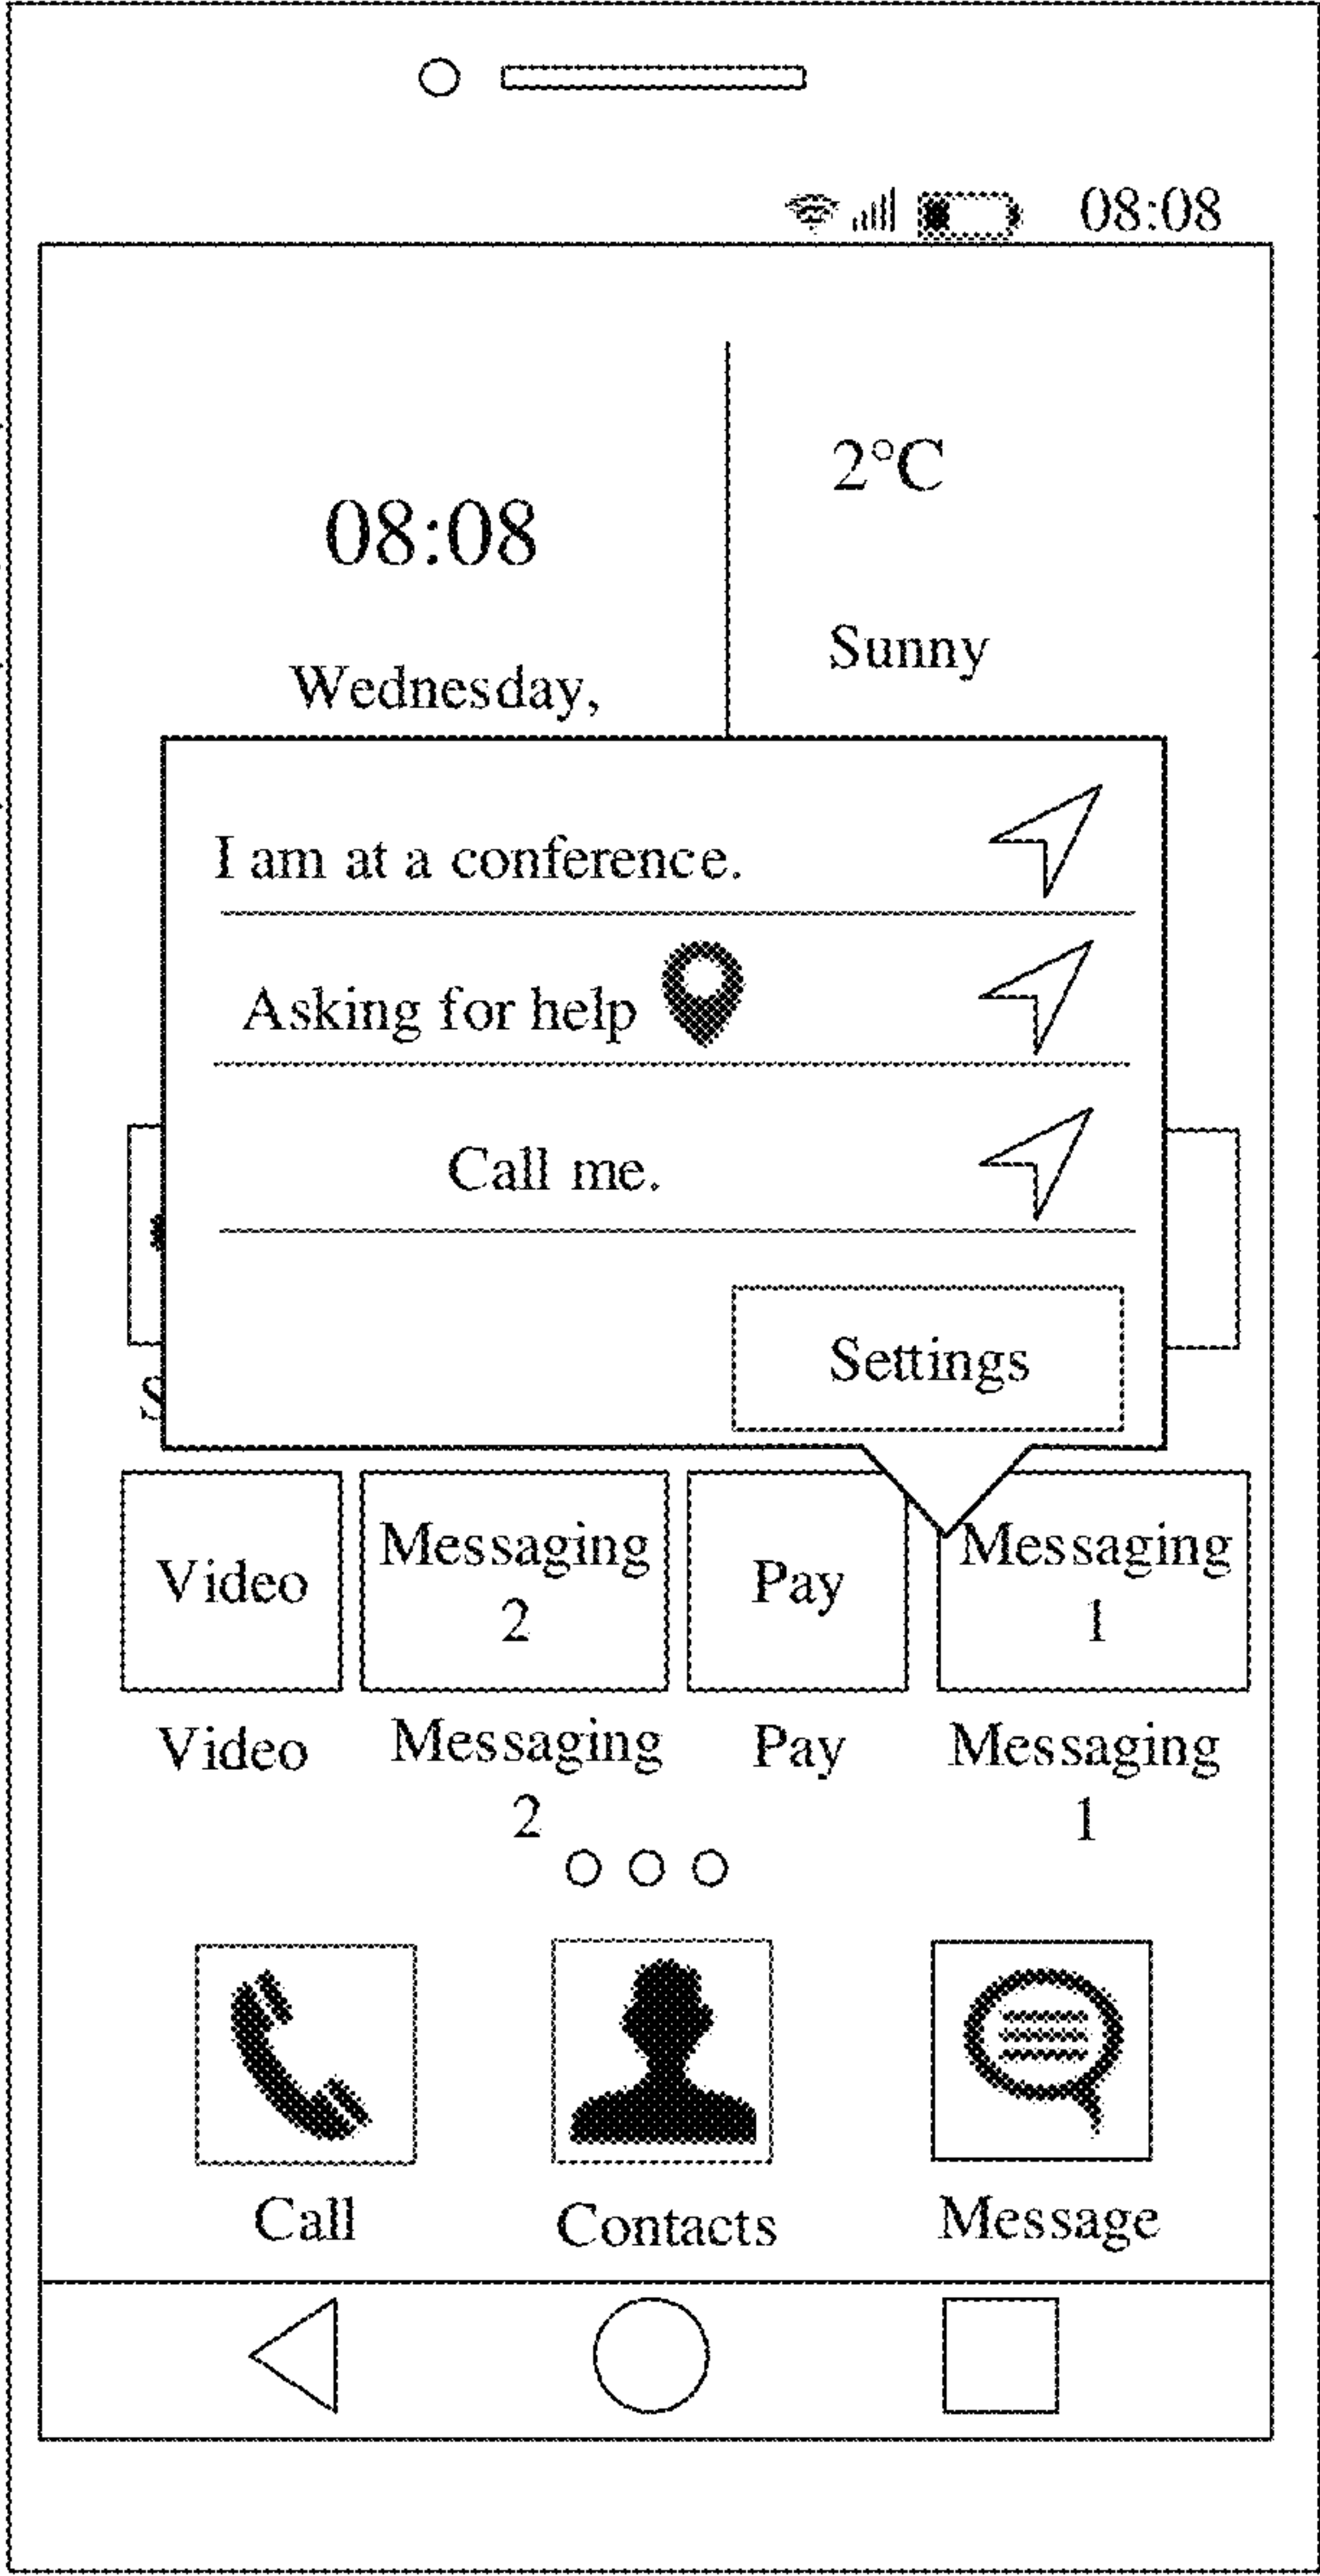 08:08
2°C
08:08
Sunny
Wednesday,
I am at a conference.
Asking for help
Call me.
Settings
S
Video
Messaging
2
Pay
Messaging
1
Video
Messaging
2
Pay
Messaging
1
Call
Contacts
Message